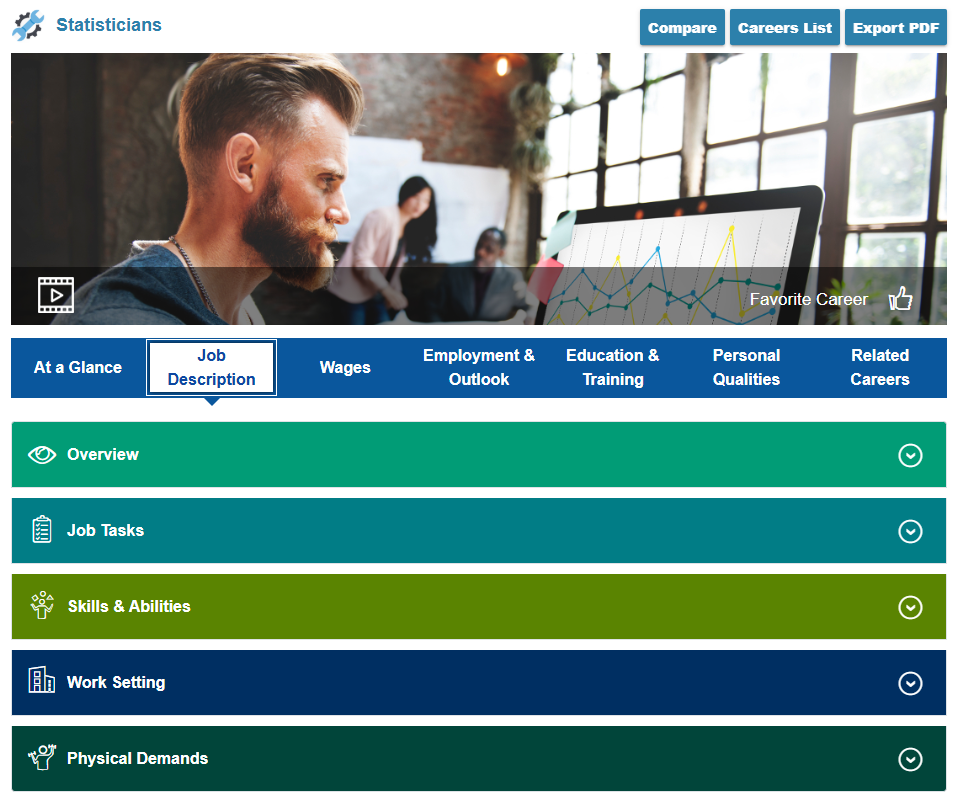 Statisticians
Compare
Careers List
Export PDF
Favorite Career
At a Glance
Job
Description
Wages
Employment &
Outlook
Education &
Training
Personal
Qualities
Related
Careers
Overview
Job Tasks
Skills & Abilities
Work Setting
Physical Demands